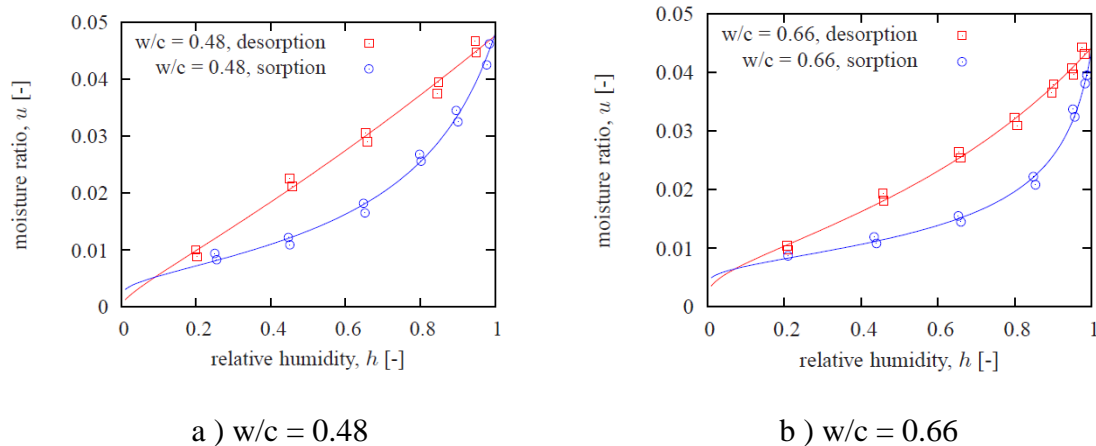 0.05
0.04
0.03
0.02
0.01
0
moisture ratio, u [-]
w/c = 0.48, desorption
w/c = 0.48, sorption
0 0.2 0.4 0.6 0.8 1
relative humidity, h [-]
a ) w/c = 0.48
0.05
0.04
0.03
0.02
0.01
0
moisture ratio, u [-]
w/c = 0.66, desorption
w/c = 0.66, sorption
0 0.2 0.4 0.6 0.8 1
relative humidity, h [-]
b ) w/c = 0.66